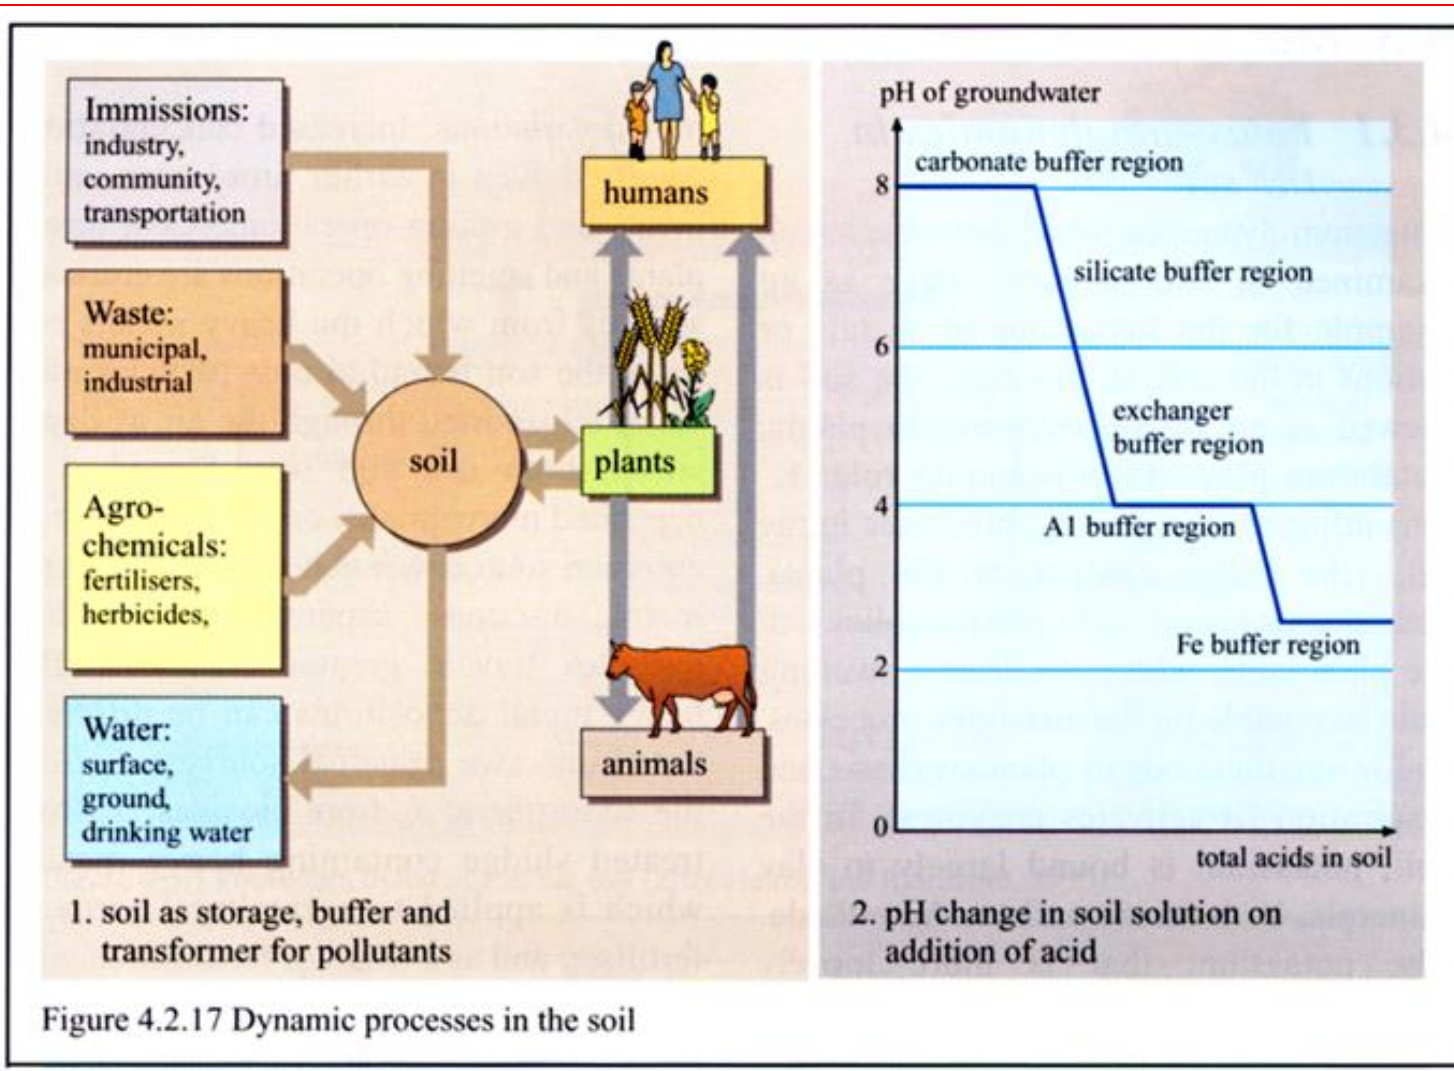 Immissions:
industry,
community,
transportation
Waste:
municipal,
industrial
Agro-
chemicals:
fertilisers,
herbicides,
Water:
surface,
ground,
drinking water
soil
humans
plants
animals
1. soil as storage, buffer and
transformer for pollutants
pH of groundwater
carbonate buffer region
8
silicate buffer region
6
exchanger
buffer region
4
A1 buffer region
Fe buffer region
2
0
total acids in soil
2. pH change in soil solution on
addition of acid
Figure 4.2.17 Dynamic processes in the soil